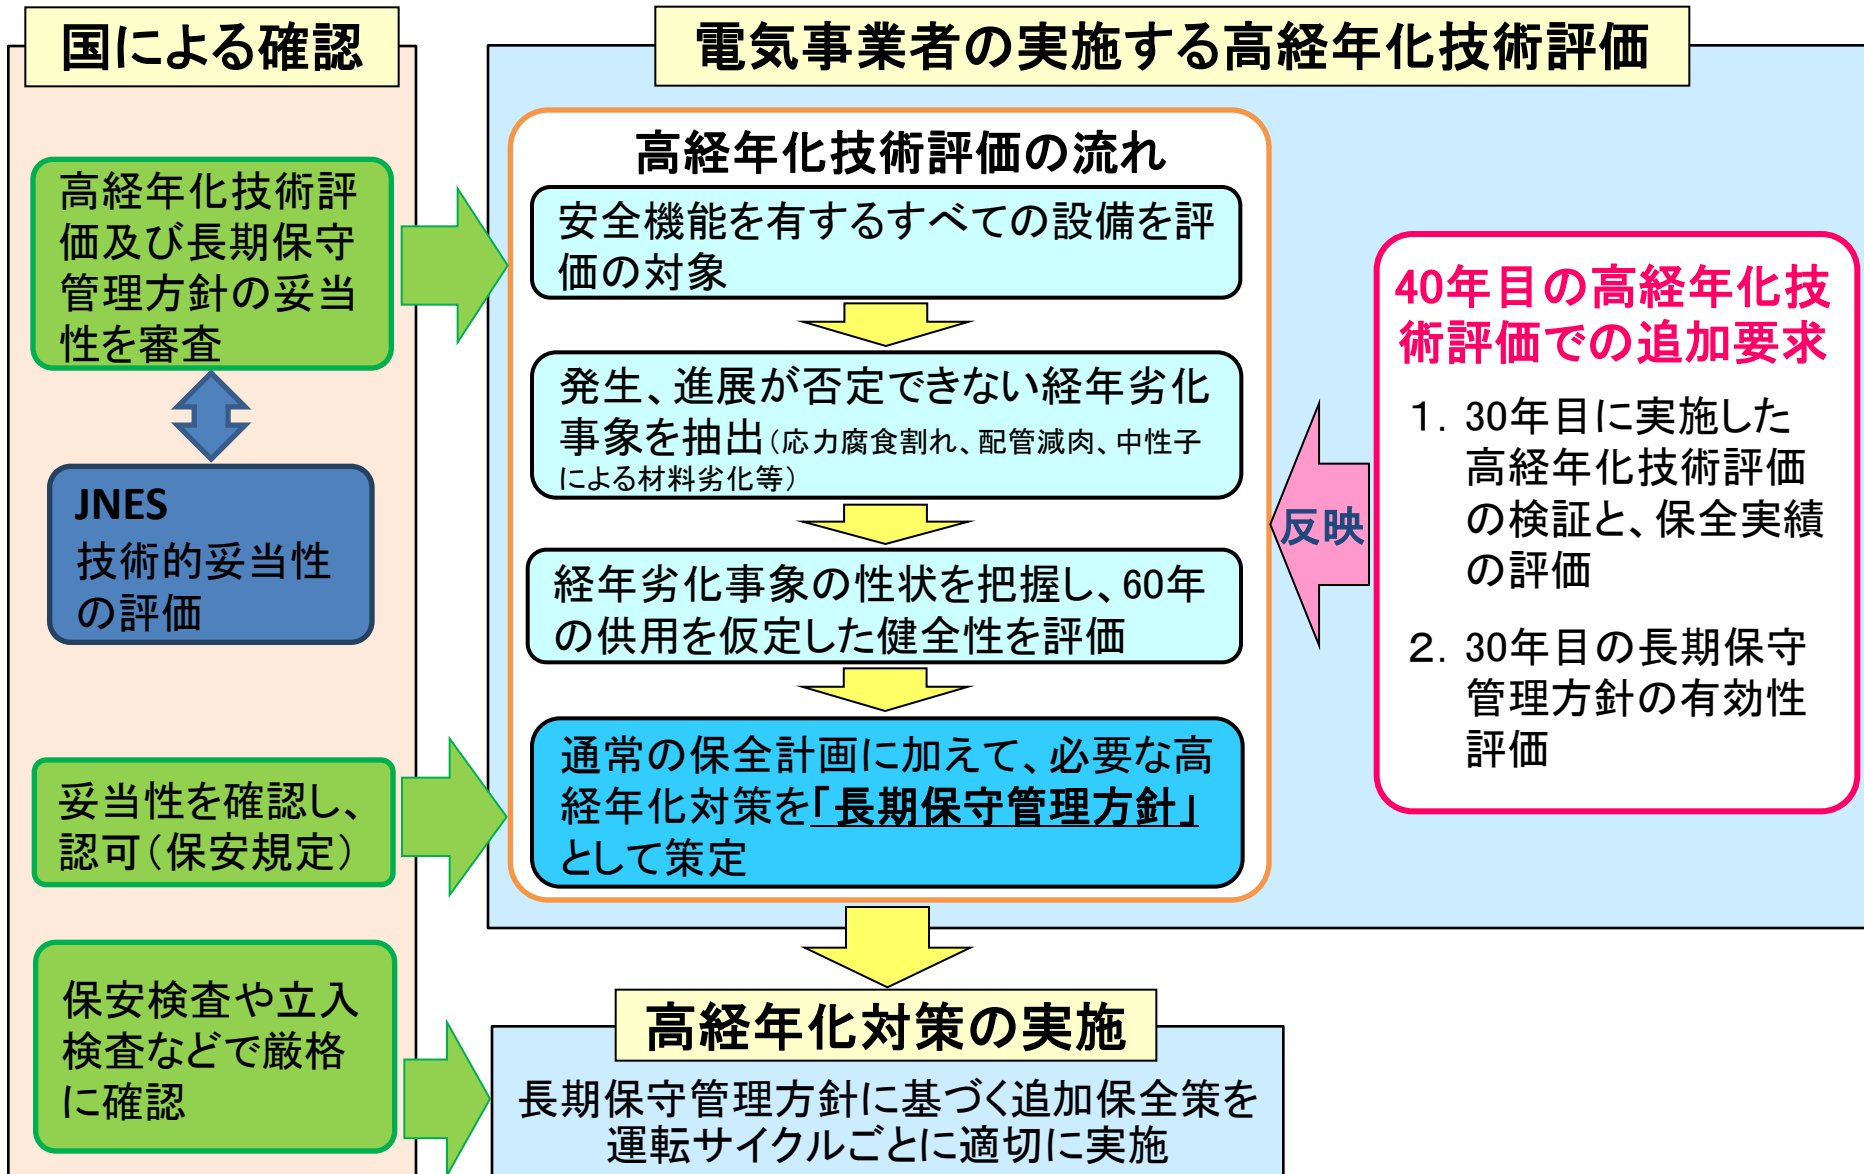 国による確認
高経年化技術評
価及び長期保守
管理方針の妥当
性を審査
JNES
技術的妥当性
の評価
妥当性を確認し、
認可（保安規定）
保安検査や立入
検査などで厳格
に確認
電気事業者の実施する高経年化技術評価
高経年化技術評価の流れ
安全機能を有するすべての設備を評
価の対象
発生、進展が否定できない経年劣化
事象を抽出（応力腐食割れ、配管減肉、中性子
による材料劣化等）
経年劣化事象の性状を把握し、60年
の供用を仮定した健全性を評価
通常の保全計画に加えて、必要な高
経年化対策を「長期保守管理方針」
として策定
反映
40年目の高経年化技
術評価での追加要求
１．30年目に実施した
高経年化技術評価
の検証と、保全実績
の評価
２．30年目の長期保守
管理方針の有効性
評価
高経年化対策の実施
長期保守管理方針に基づく追加保全策を
運転サイクルごとに適切に実施